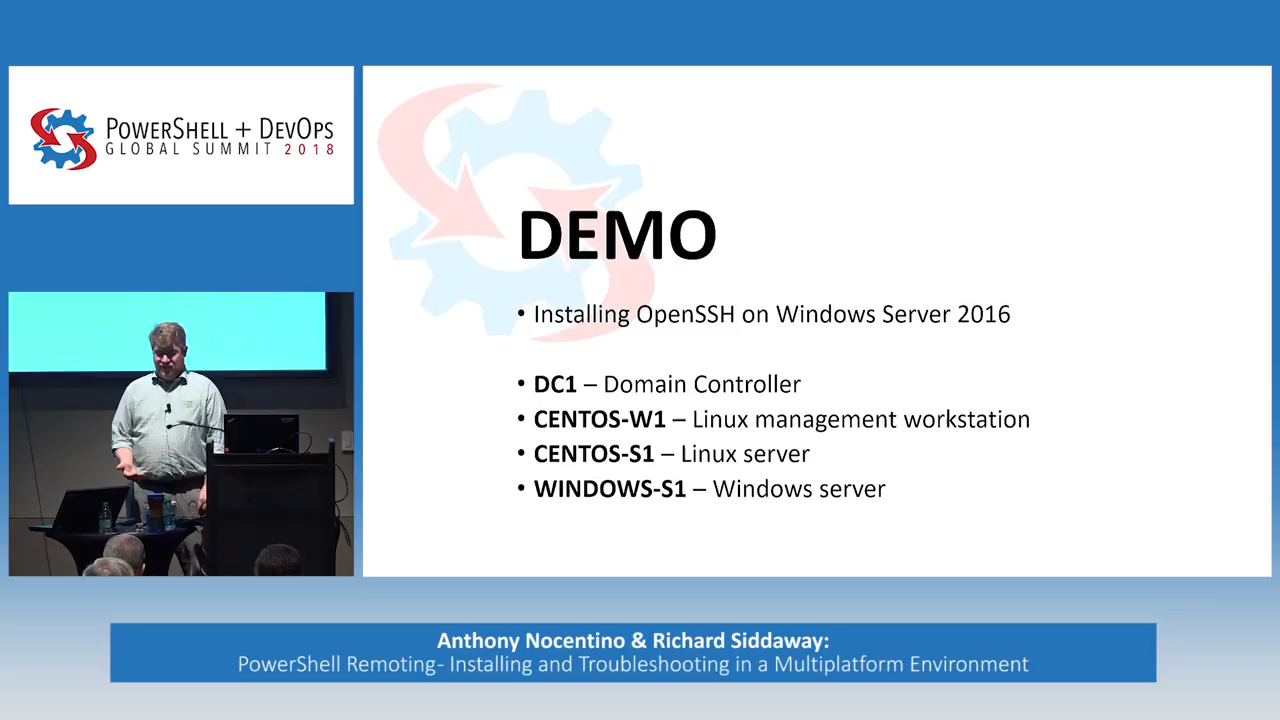 POWERSHELL + DEVOPS
GLOBAL SUMMIT 2018
DEMO
• Installing OpenSSH on Windows Server 2016
• DC1 – Domain Controller
• CENTOS-W1 – Linux management workstation
• CENTOS-S1 – Linux server
• WINDOWS-S1 – Windows server
Anthony Nocentino & Richard Siddaway:
PowerShell Remoting- Installing and Troubleshooting in a Multiplatform Environment